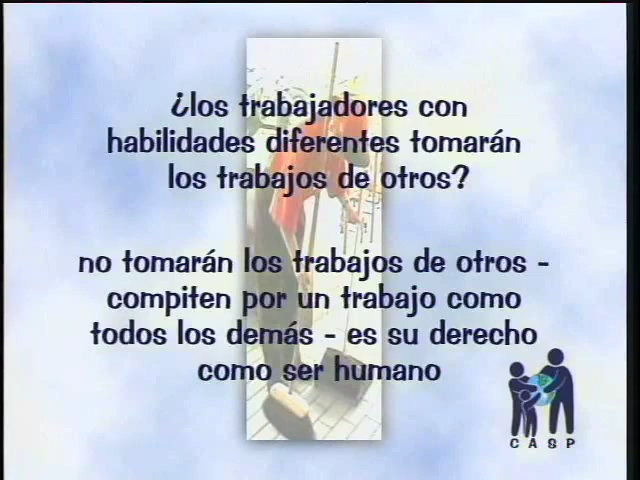 ¿los trabajadores con
habilidades diferentes tomarán
los trabajos de otros?
no tomarán los trabajos de otros -
compiten por un trabajo como
todos los demás - es su derecho
como ser humano
CASP